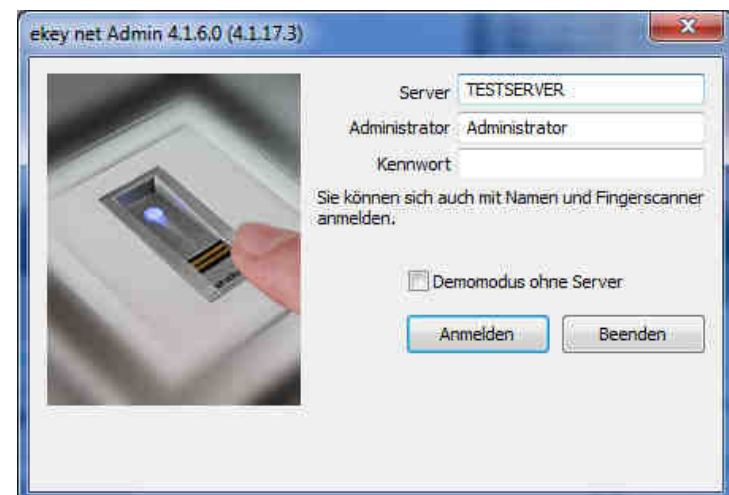 ekey net Admin 4.1.6.0 (4.1.17.3)
Server TESTSERVER
Administrator Administrator
Kennwort
Sie können sich auch mit Namen und Fingerscanner
anmelden.
Demomodus ohne Server
Anmelden Beenden